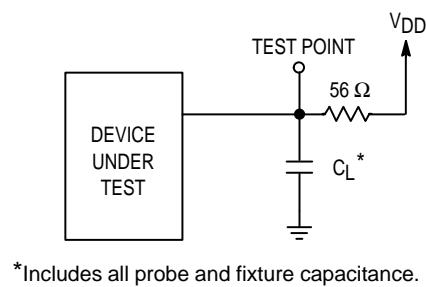 VDD
TEST POINT
56 Ω
DEVICE
UNDER
TEST
CL*
*Includes all probe and fixture capacitance.